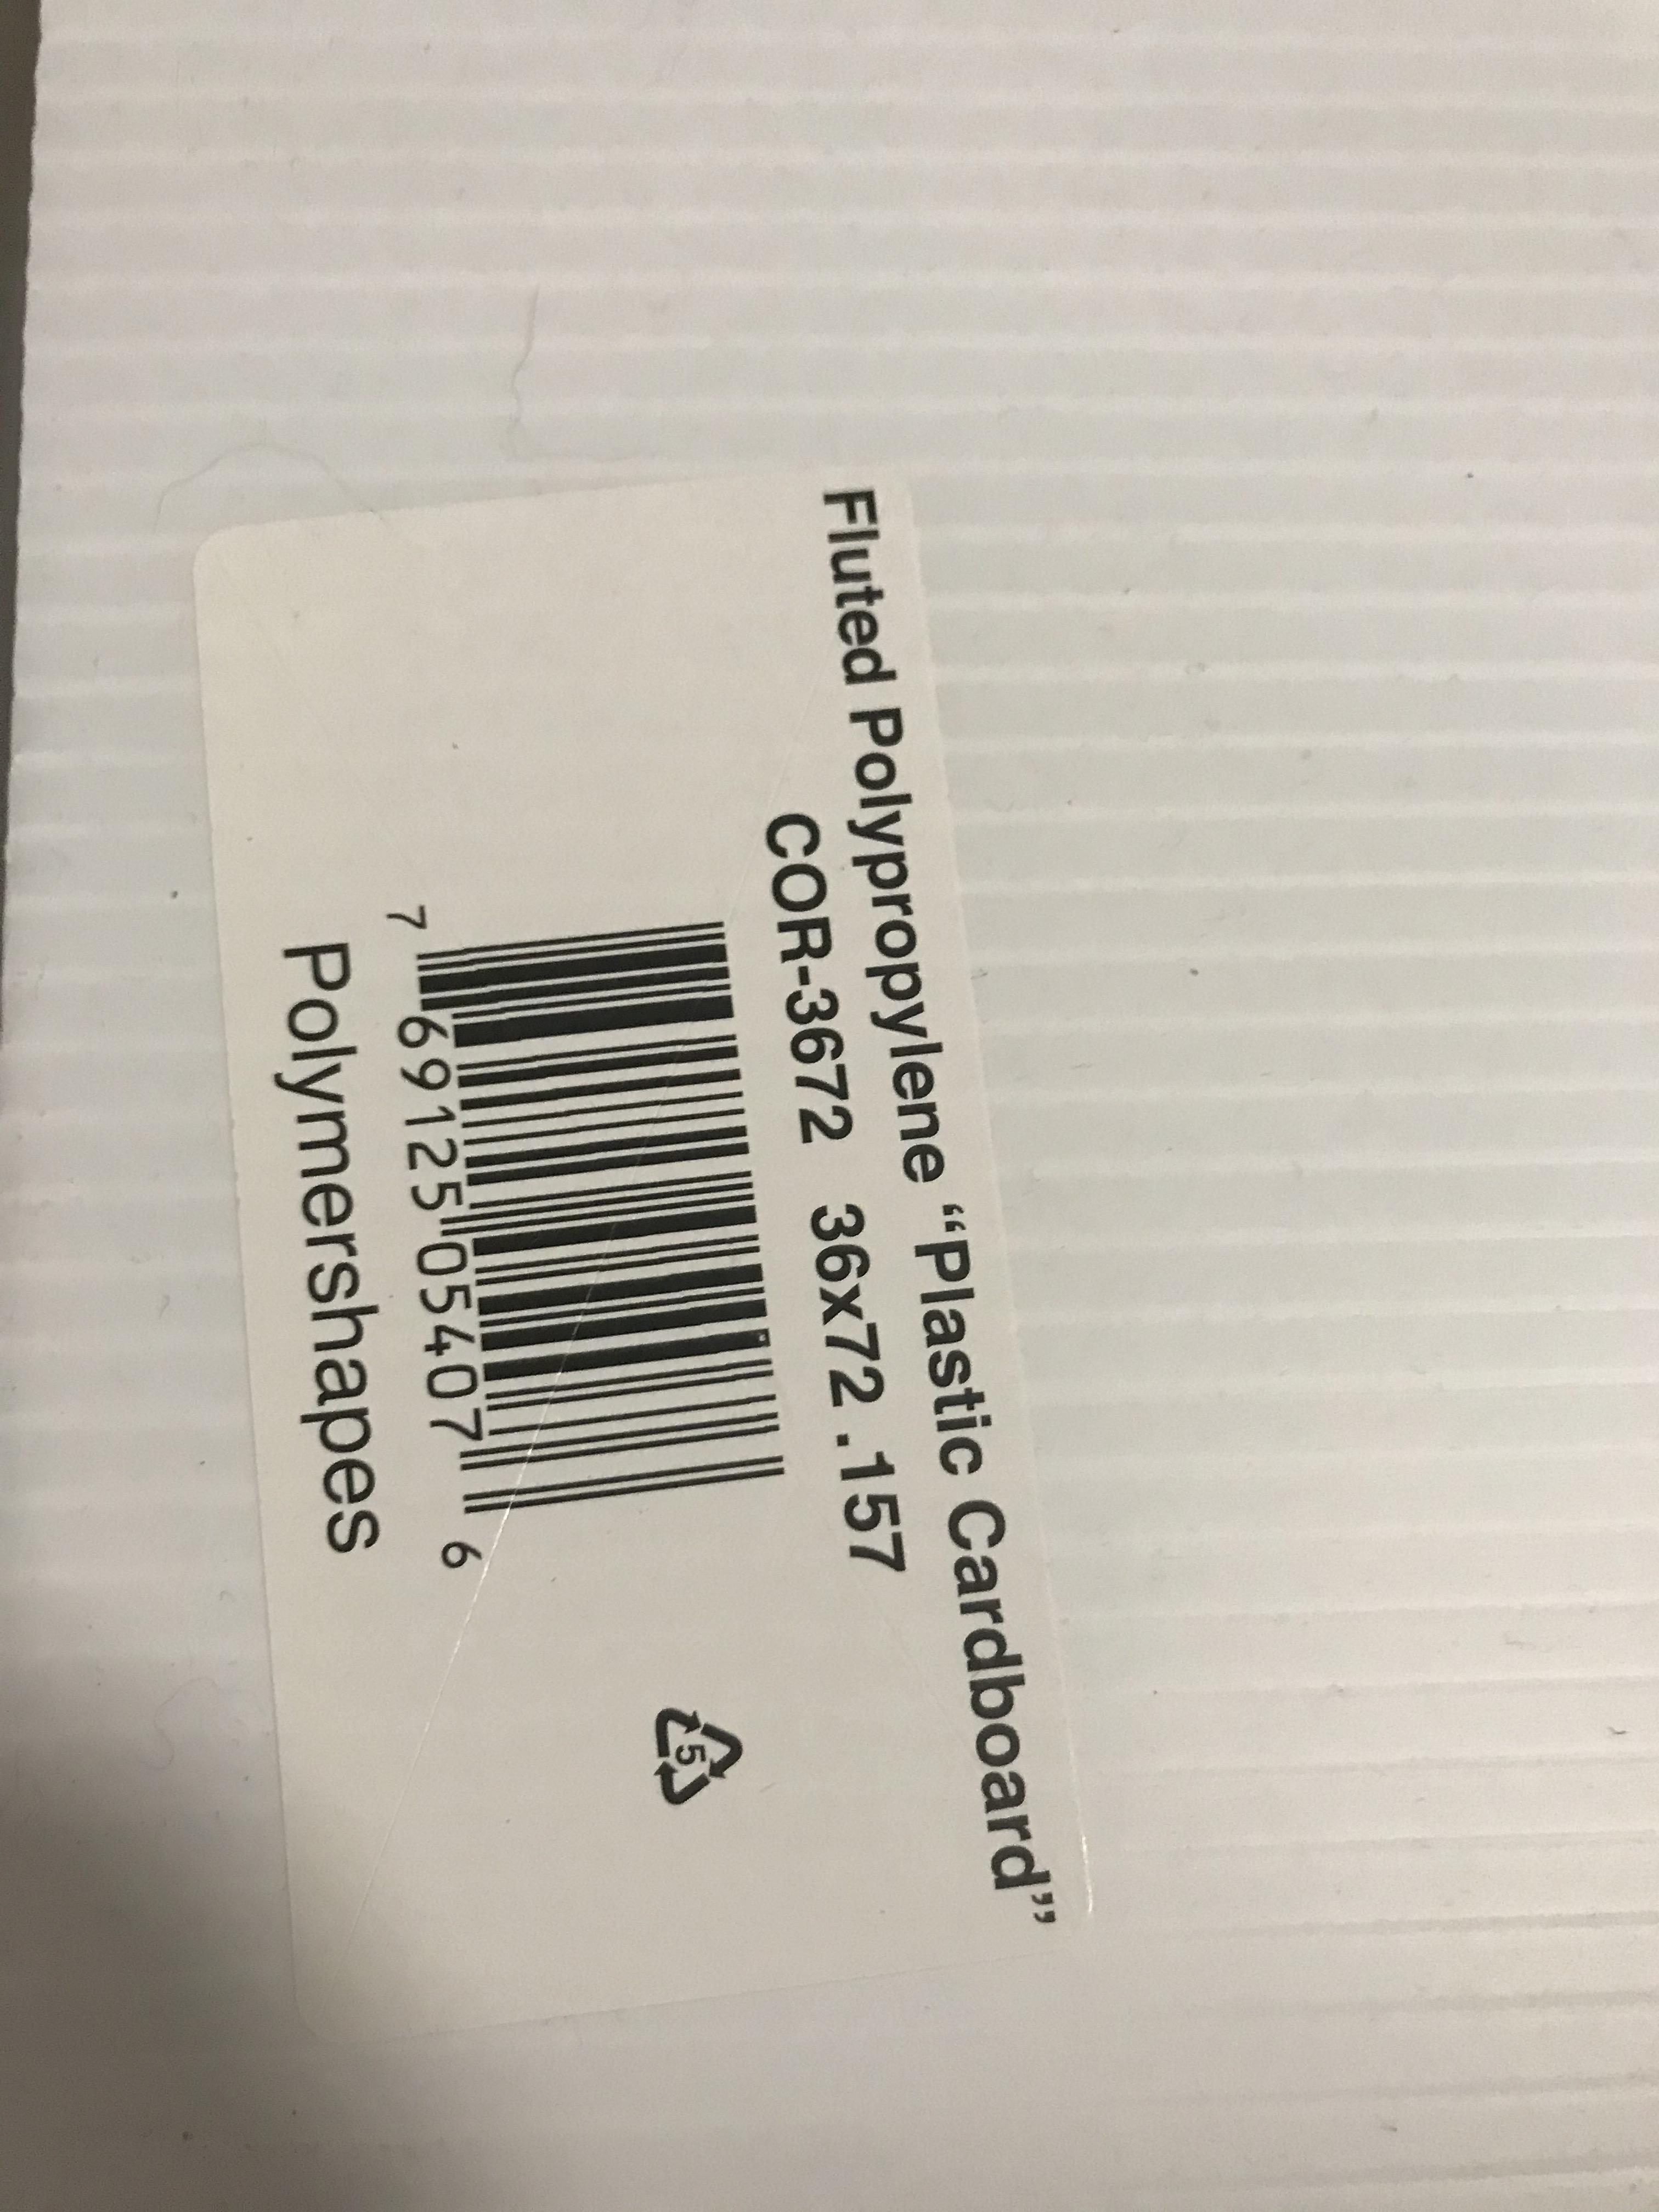 Fluted Polypropylene “Plastic Cardboard”
COR-3672 36x72 .157
7 69125 05407 6
5
Polymershapes